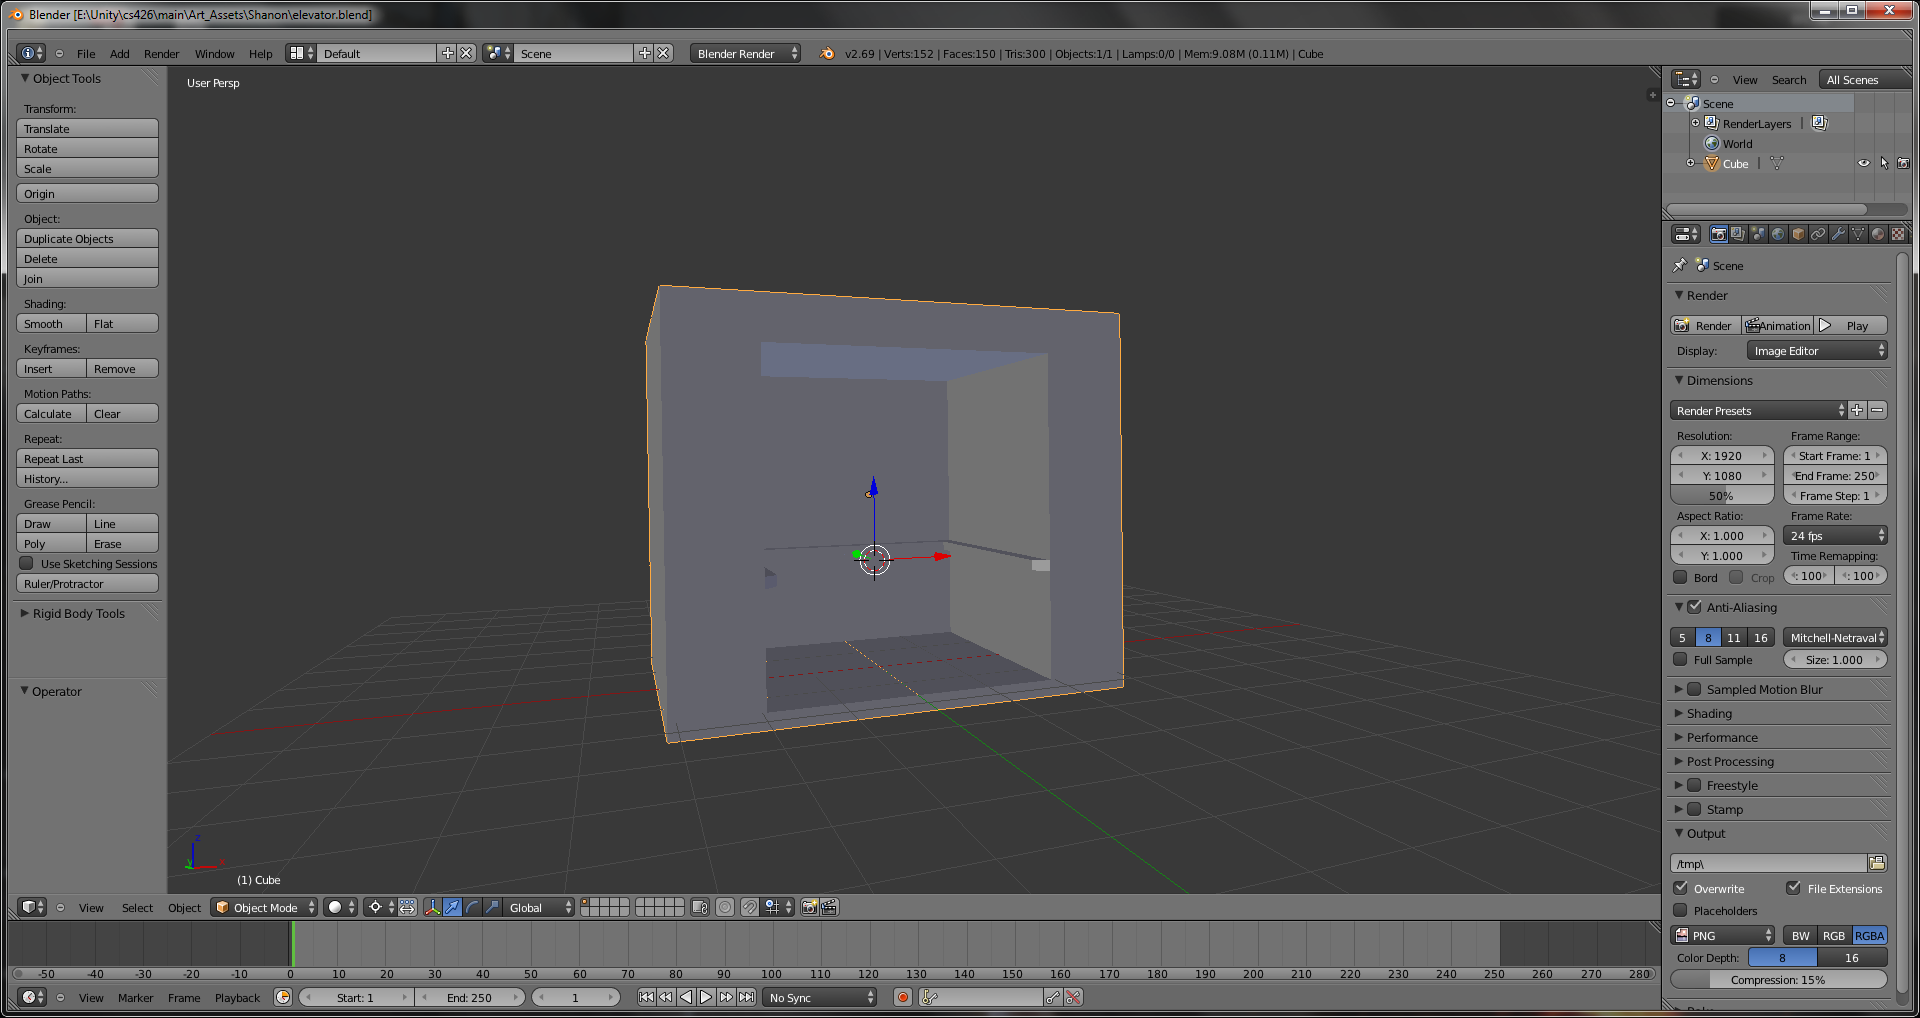 Blender [E:\Unity\cs426\main\Art_Assets\Shanon\elevator.blend]
File Add Render Window Help Default Scene Blender Render v2.69 | Verts:152 | Faces:150 | Tris:300 | Objects:1/1 | Lamps:0/0 | Mem:9.08M (0.11M) | Cube
Object Tools
Transform:
Translate
Rotate
Scale
Origin
Object:
Duplicate Objects
Delete
Join
Shading:
Smooth Flat
Keyframes:
Insert Remove
Motion Paths:
Calculate Clear
Repeat:
Repeat Last
History...
Grease Pencil:
Draw Line
Poly Erase
Use Sketching Sessions
Ruler/Protractor
Rigid Body Tools
Operator
User Persp
z
(1) Cube
View Search All Scenes
Scene
RenderLayers |
World
Cube |
Scene
Render
Render Animation Play
Display: Image Editor
Dimensions
Render Presets
Resolution: Frame Range:
X: 1920 Start Frame: 1
Y: 1080 End Frame: 250
50% Frame Step: 1
Aspect Ratio: Frame Rate:
X: 1.000 24 fps
Y: 1.000 Time Remapping:
Bord Crop : 100 : 100
Anti-Aliasing
5 8 11 16 Mitchell-Netraval
Full Sample Size: 1.000
Sampled Motion Blur
Shading
Performance
Post Processing
Freestyle
Stamp
Output
/tmp\
Overwrite File Extensions
Placeholders
PNG BW RGB RGBA
Color Depth: 8 16
Compression: 15%
View Select Object Object Mode Global
-50 -40 -30 -20 -10 0 10 20 30 40 50 60 70 80 90 100 110 120 130 140 150 160 170 180 190 200 210 220 230 240 250 260 270 280
View Marker Frame Playback Start: 1 End: 250 1 No Sync